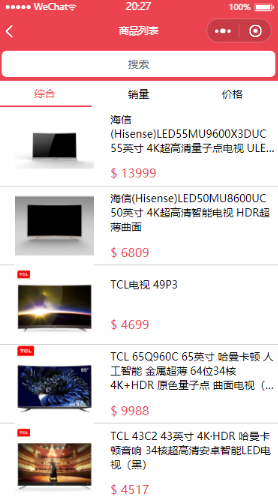 WeChat
20:27
100%
商品列表
搜索
综合
销量
价格
海信
(Hisense)LED55MU9600X3DUC
55英寸 4K超高清量子点电视 ULE...
$ 13999
海信(Hisense)LED50MU8600UC
50英寸 4K超高清智能电视 HDR超
薄曲面
$ 6809
TCL
TCL电视 49P3
$ 4699
TCL
65"
TCL 65Q960C 65英寸 哈曼卡顿 人
工智能 金属超薄 64位34核
4K+HDR 原色量子点 曲面电视（...
$ 9988
TCL
TCL 43C2 43英寸 4K·HDR 哈曼卡
顿音响 34核超高清安卓智能LED电
视（黑）
$ 4517